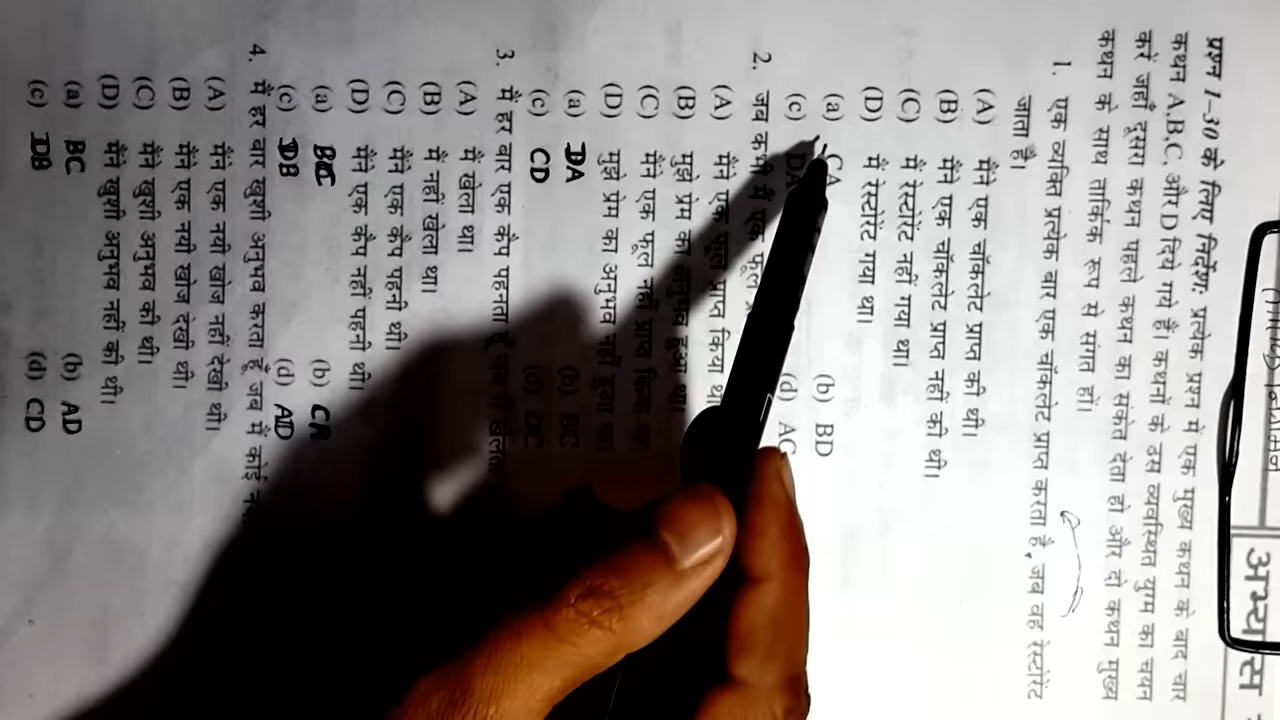 अभ्यास
प्रश्न 1-30 के लिए निर्देश: प्रत्येक प्रश्न में एक मुख्य कथन के बाद चार
कथन A,B,C और D दिये गये हैं। कथनों के उस व्यवस्थित युग्म का चयन
करें जहाँ दूसरा कथन पहले कथन का संकेत देता हो और दो कथन मुख्य
कथन के साथ तार्किक रूप से संगत हों।
1. एक व्यक्ति प्रत्येक बार एक चॉकलेट प्राप्त करता है, जब वह रेस्टोरेंट
जाता है।
(A) मैंने एक चॉकलेट प्राप्त की थी।
(B) मैंने एक चॉकलेट प्राप्त नहीं की थी।
(C) मैं रेस्टोरेंट नहीं गया था।
(D) मैं रेस्टोरेंट गया था।
(a) CA (b) BD
(c) DA (d) AC
2. जब कभी मैं एक फूल
(A) मैंने एक फूल प्राप्त किया था
(B) मुझे प्रेम का अनुभव हुआ था।
(C) मैंने एक फूल नहीं प्राप्त किया था
(D) मुझे प्रेम का अनुभव नहीं हुआ था
(a) DA (b) BC
(c) CD (d) DC
3. मैं हर बार एक कैप पहनता हूँ जब मैं खेलता
(A) मैं खेला था।
(B) मैं नहीं खेला था।
(C) मैंने एक कैप पहनी थी।
(D) मैंने एक कैप नहीं पहनी थी।
(a) BC (b) CA
(c) DB (d) AD
4. मैं हर बार खुशी अनुभव करता हूँ जब मैं कोई
(A) मैंने एक नयी खोज नहीं देखी थी।
(B) मैंने एक नयी खोज देखी थी।
(C) मैंने खुशी अनुभव की थी।
(D) मैंने खुशी अनुभव नहीं की थी।
(a) BC (b) AD
(c) DB (d) CD